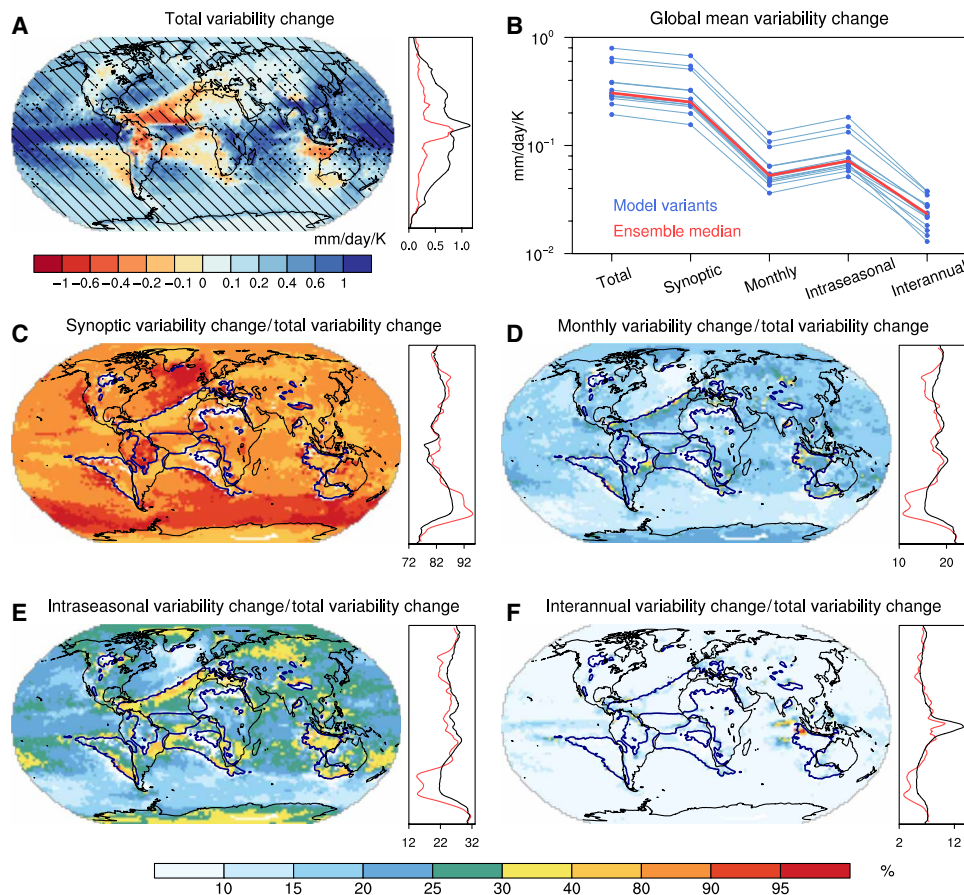 A Total variability change
0.0 0.5 1.0
mm/day/K
−1 −0.6 −0.4 −0.2 −0.1 0 0.1 0.2 0.4 0.6 1
B Global mean variability change
mm/day/K
10⁰
10⁻¹
10⁻²
Model variants
Ensemble median
Total Synoptic Monthly Intraseasonal Interannual
C Synoptic variability change/total variability change
72 82 92
D Monthly variability change/total variability change
10 20
E Intraseasonal variability change/total variability change
12 22 32
F Interannual variability change/total variability change
2 12
10 15 20 25 30 40 80 90 95 %